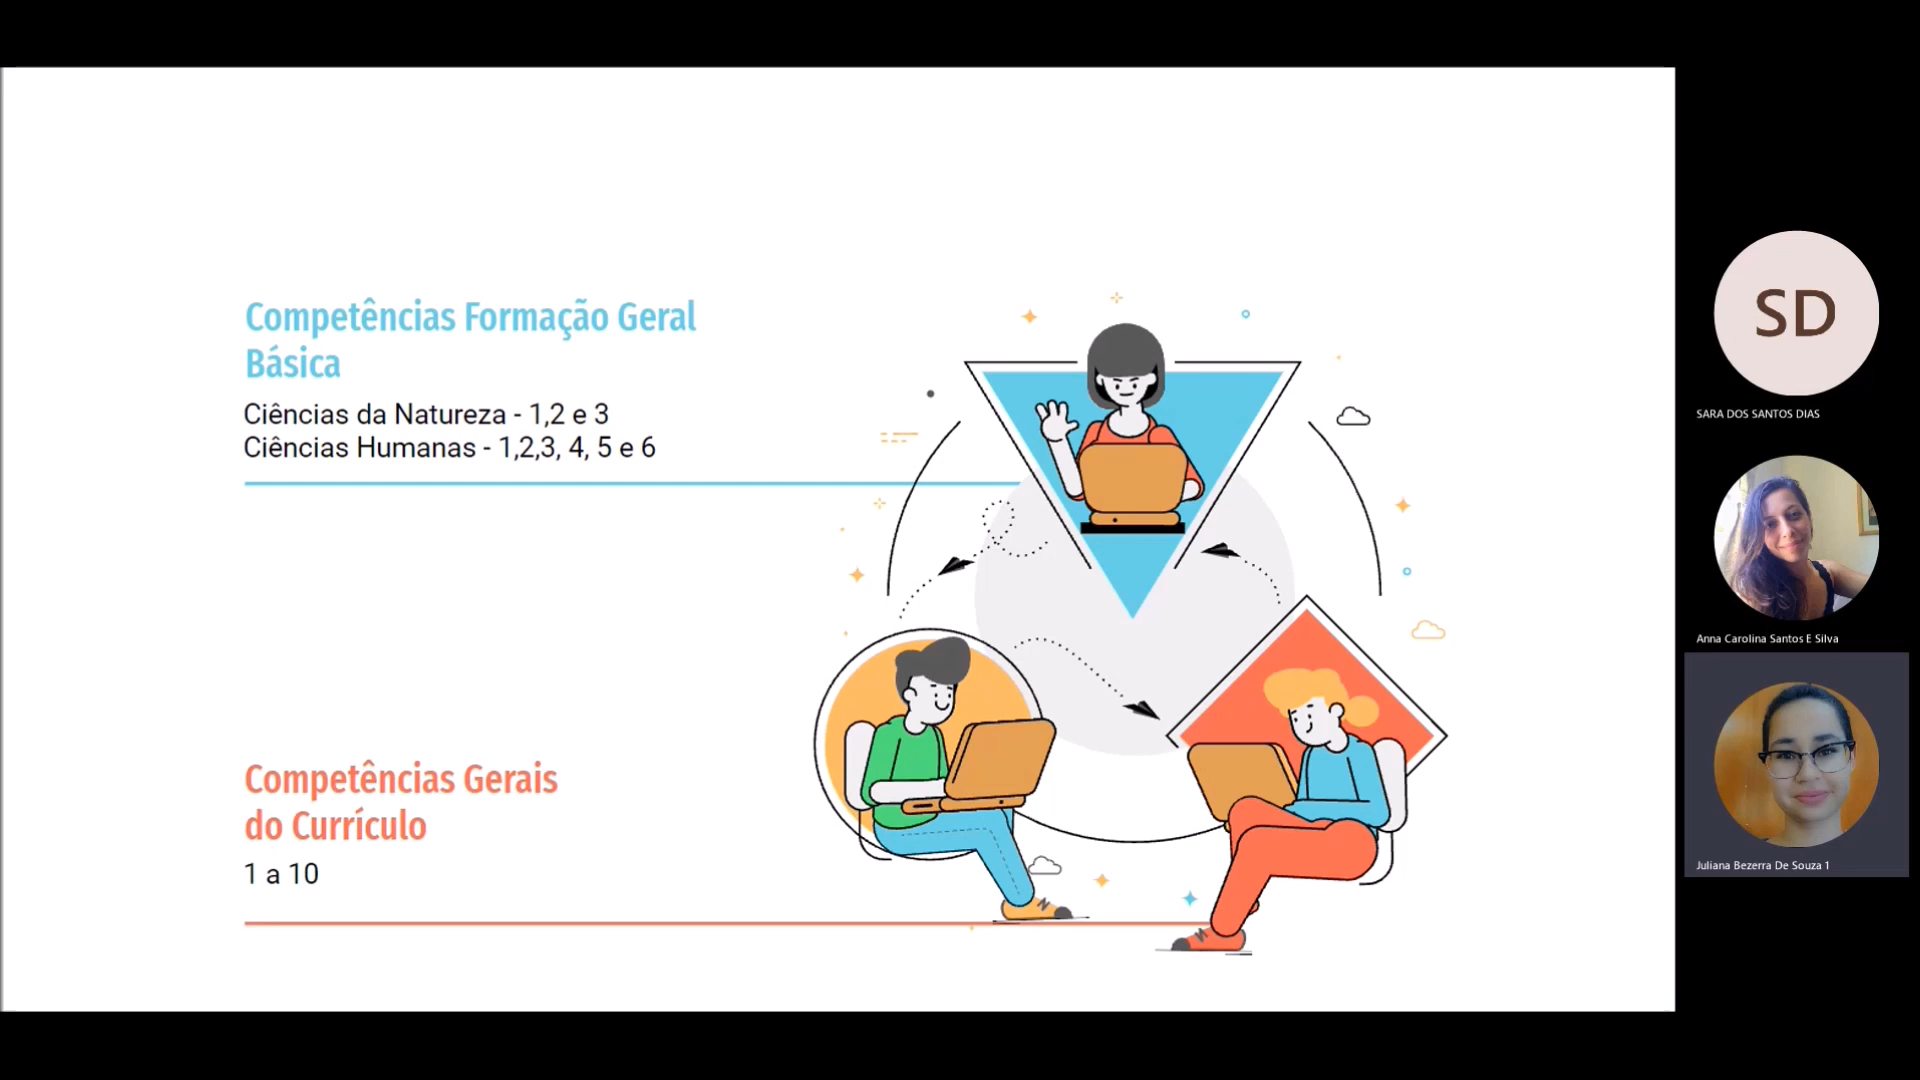 Competências Formação Geral
Básica
Ciências da Natureza - 1,2 e 3
Ciências Humanas - 1,2,3, 4, 5 e 6
Competências Gerais
do Currículo
1 a 10
SD
SARA DOS SANTOS DIAS
Anna Carolina Santos E Silva
Juliana Bezerra De Souza 1